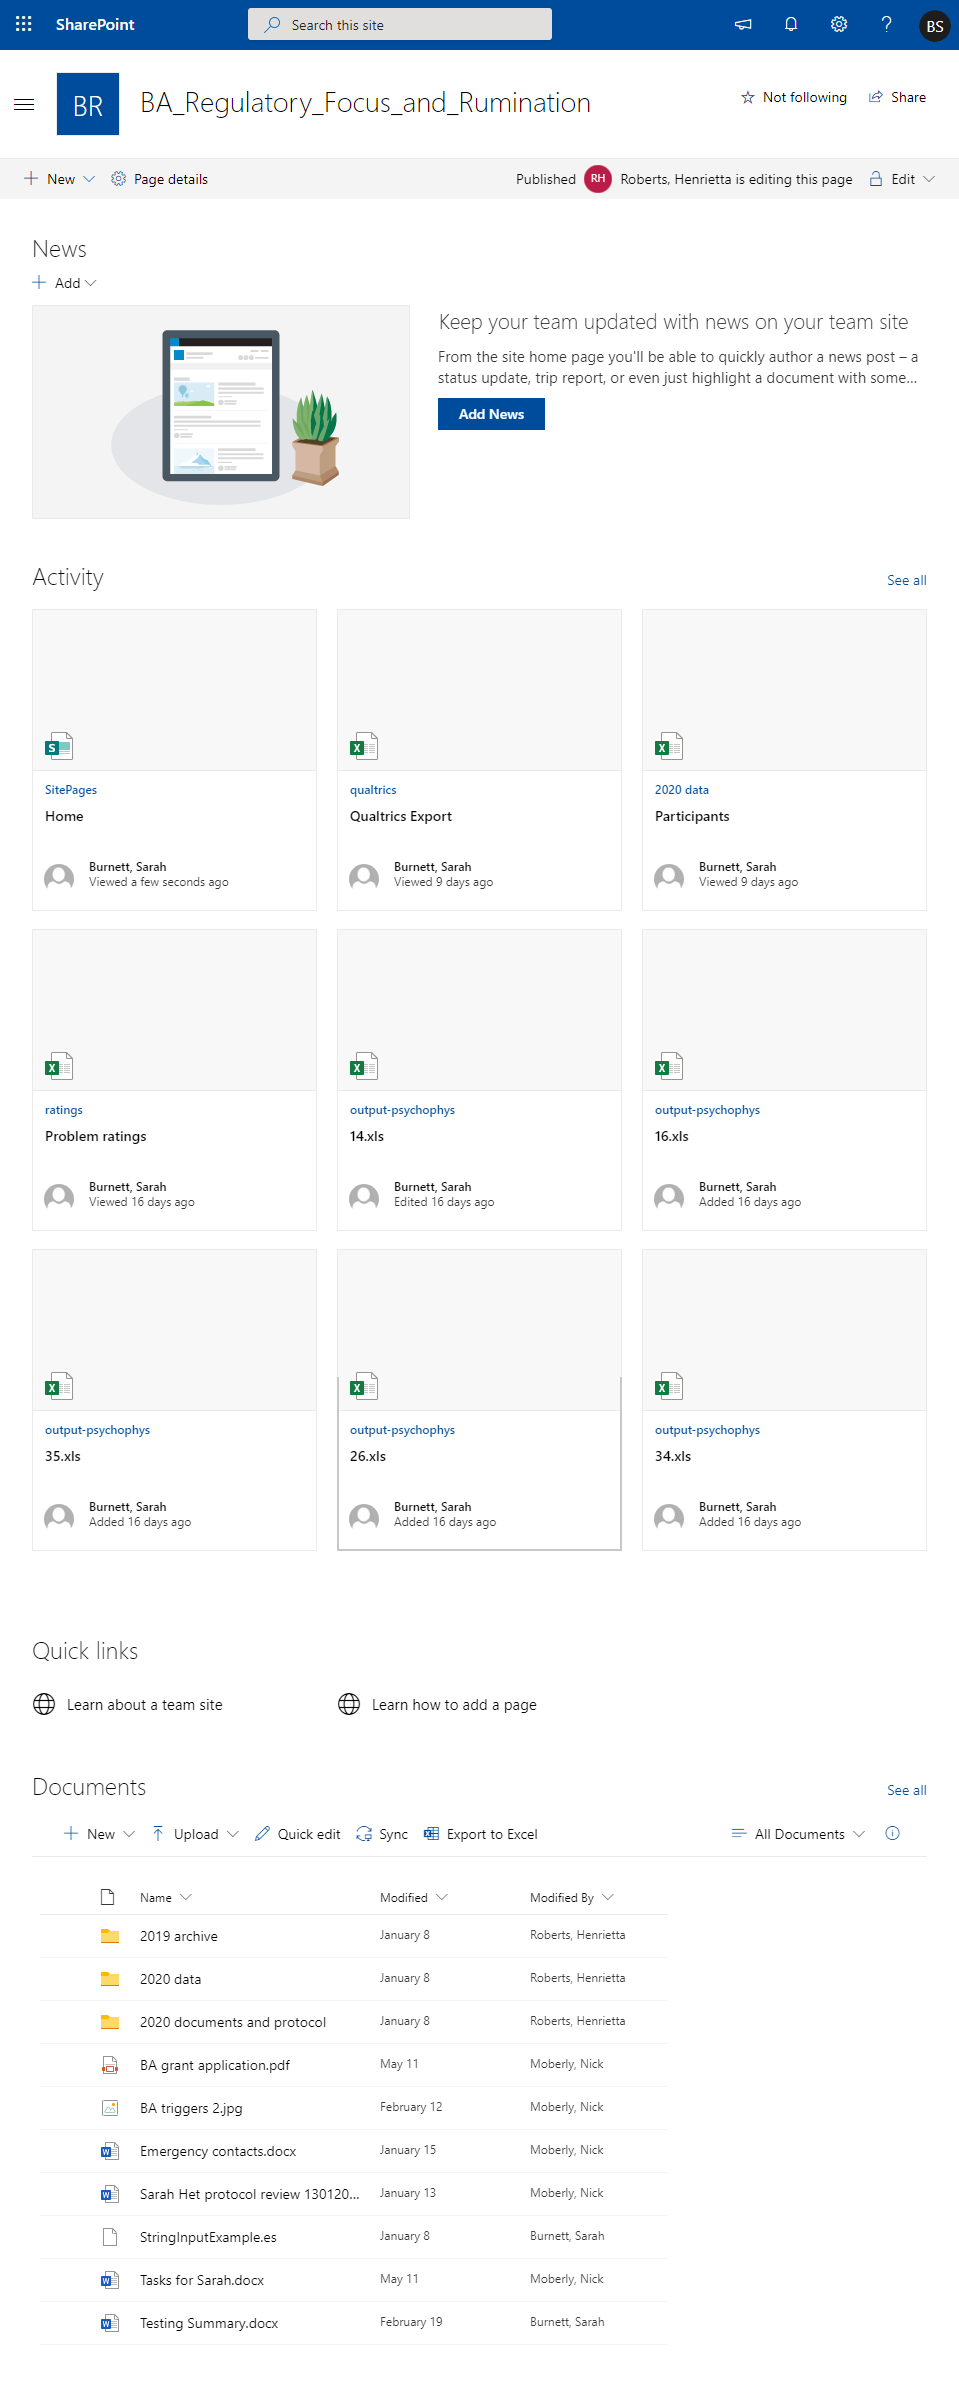 SharePoint
Search this site
BS
BR
BA_Regulatory_Focus_and_Rumination
Not following
Share
New
Page details
Published
RH
Roberts, Henrietta is editing this page
Edit
News
Add
Keep your team updated with news on your team site
From the site home page you'll be able to quickly author a news post – a
status update, trip report, or even just highlight a document with some...
Add News
Activity
See all
SitePages
Home
Burnett, Sarah
Viewed a few seconds ago
qualtrics
Qualtrics Export
Burnett, Sarah
Viewed 9 days ago
2020 data
Participants
Burnett, Sarah
Viewed 9 days ago
ratings
Problem ratings
Burnett, Sarah
Viewed 16 days ago
output-psychophys
14.xls
Burnett, Sarah
Edited 16 days ago
output-psychophys
16.xls
Burnett, Sarah
Added 16 days ago
output-psychophys
35.xls
Burnett, Sarah
Added 16 days ago
output-psychophys
26.xls
Burnett, Sarah
Added 16 days ago
output-psychophys
34.xls
Burnett, Sarah
Added 16 days ago
Quick links
Learn about a team site
Learn how to add a page
Documents
See all
New
Upload
Quick edit
Sync
Export to Excel
All Documents
Name Modified Modified By
2019 archive January 8 Roberts, Henrietta
2020 data January 8 Roberts, Henrietta
2020 documents and protocol January 8 Roberts, Henrietta
BA grant application.pdf May 11 Moberly, Nick
BA triggers 2.jpg February 12 Moberly, Nick
Emergency contacts.docx January 15 Moberly, Nick
Sarah Het protocol review 130120... January 13 Moberly, Nick
StringInputExample.es January 8 Burnett, Sarah
Tasks for Sarah.docx May 11 Moberly, Nick
Testing Summary.docx February 19 Burnett, Sarah